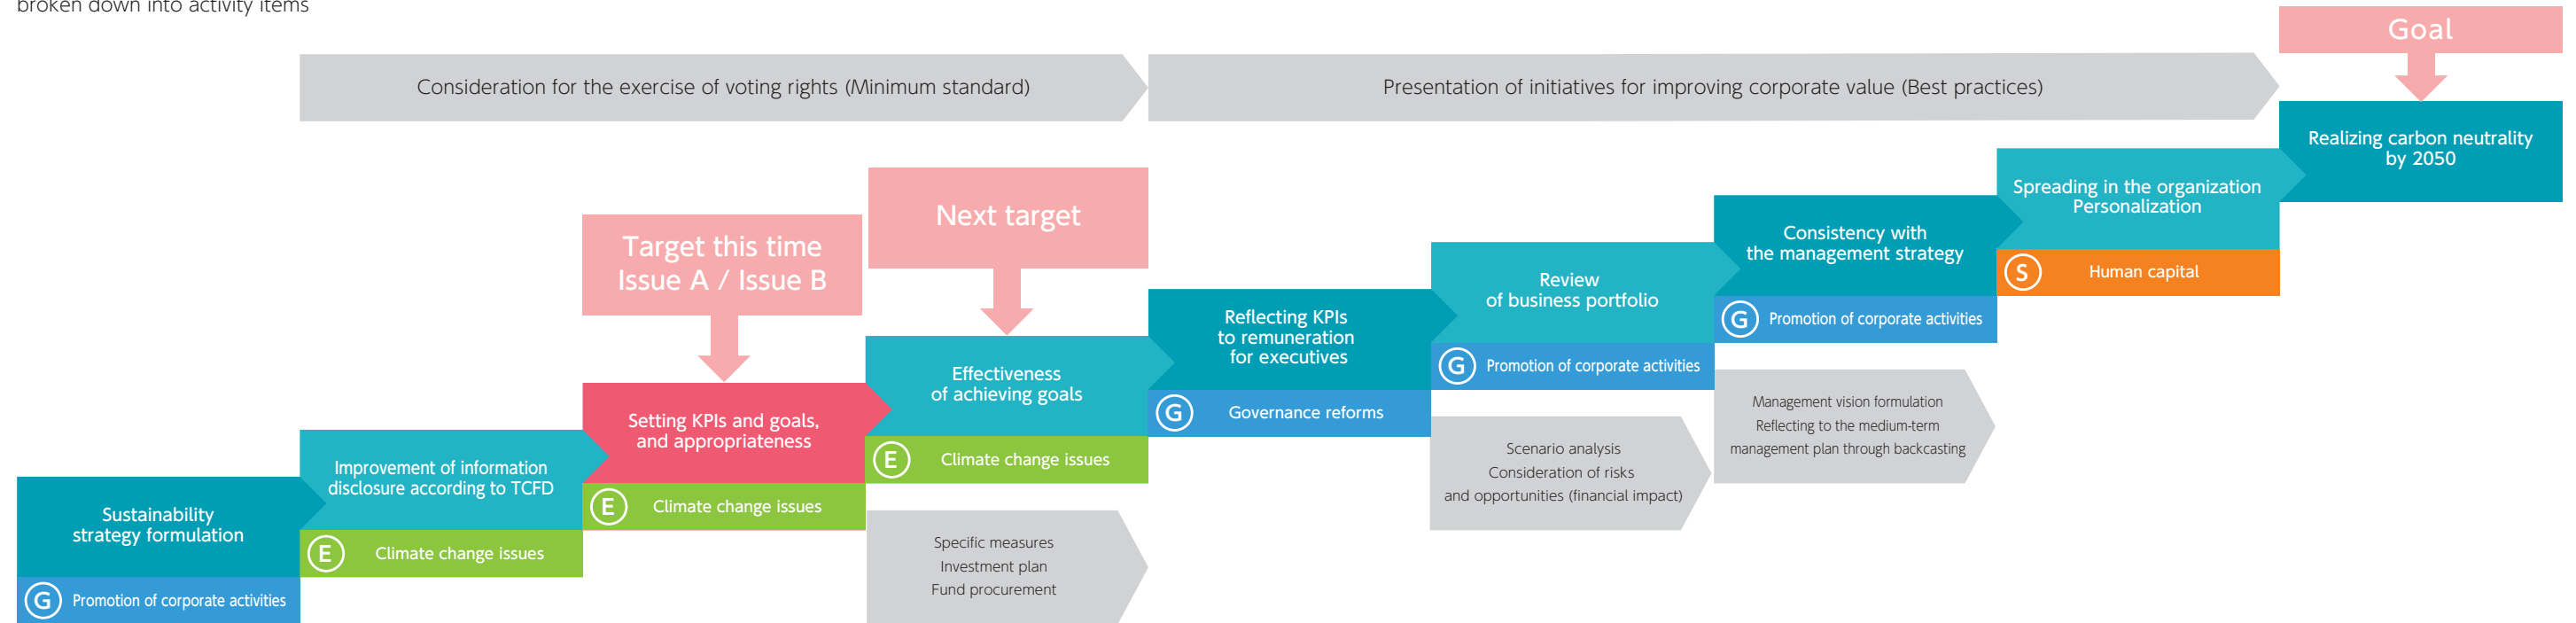 broken down into activity items
Goal
Consideration for the exercise of voting rights (Minimum standard)
Presentation of initiatives for improving corporate value (Best practices)
Realizing carbon neutrality
by 2050
Spreading in the organization
Personalization
S Human capital
Consistency with
the management strategy
G Promotion of corporate activities
Management vision formulation
Reflecting to the medium-term
management plan through backcasting
Review
of business portfolio
G Promotion of corporate activities
Scenario analysis
Consideration of risks
and opportunities (financial impact)
Reflecting KPIs
to remuneration
for executives
G Governance reforms
Next target
Effectiveness
of achieving goals
E Climate change issues
Specific measures
Investment plan
Fund procurement
Target this time
Issue A / Issue B
Setting KPIs and goals,
and appropriateness
E Climate change issues
Improvement of information
disclosure according to TCFD
E Climate change issues
Sustainability
strategy formulation
G Promotion of corporate activities